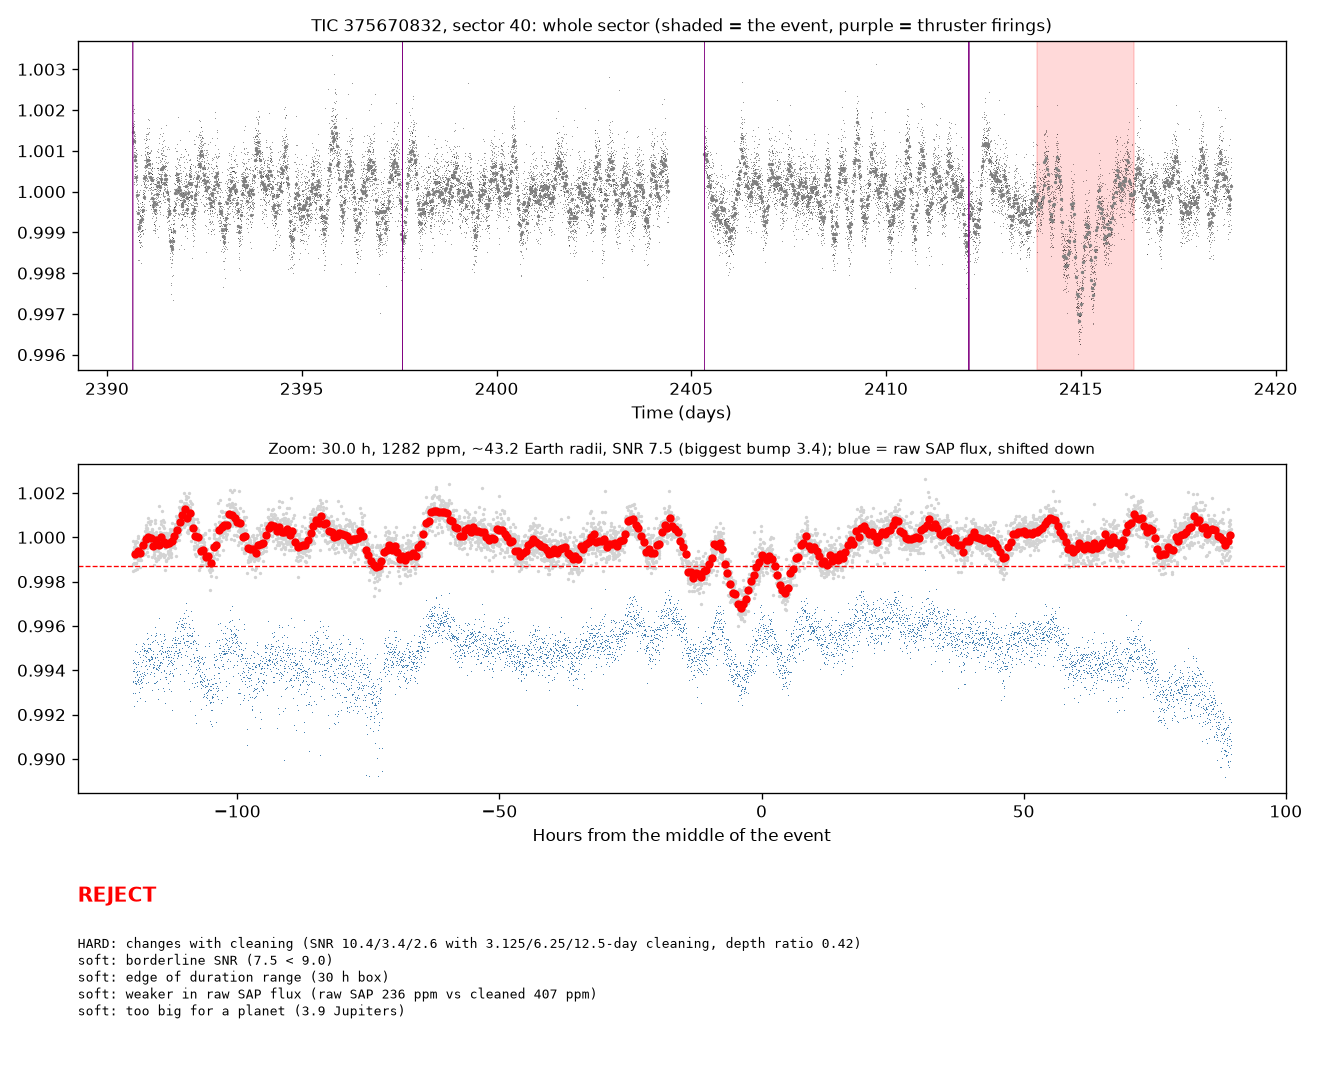 TIC 375670832, sector 40: whole sector (shaded = the event, purple = thruster firings)
1.003
1.002
1.001
1.000
0.999
0.998
0.997
0.996
2390 2395 2400 2405 2410 2415 2420
Time (days)
Zoom: 30.0 h, 1282 ppm, ~43.2 Earth radii, SNR 7.5 (biggest bump 3.4); blue = raw SAP flux, shifted down
1.002
1.000
0.998
0.996
0.994
0.992
0.990
−100 −50 0 50 100
Hours from the middle of the event
REJECT
HARD: changes with cleaning (SNR 10.4/3.4/2.6 with 3.125/6.25/12.5-day cleaning, depth ratio 0.42)
soft: borderline SNR (7.5 < 9.0)
soft: edge of duration range (30 h box)
soft: weaker in raw SAP flux (raw SAP 236 ppm vs cleaned 407 ppm)
soft: too big for a planet (3.9 Jupiters)